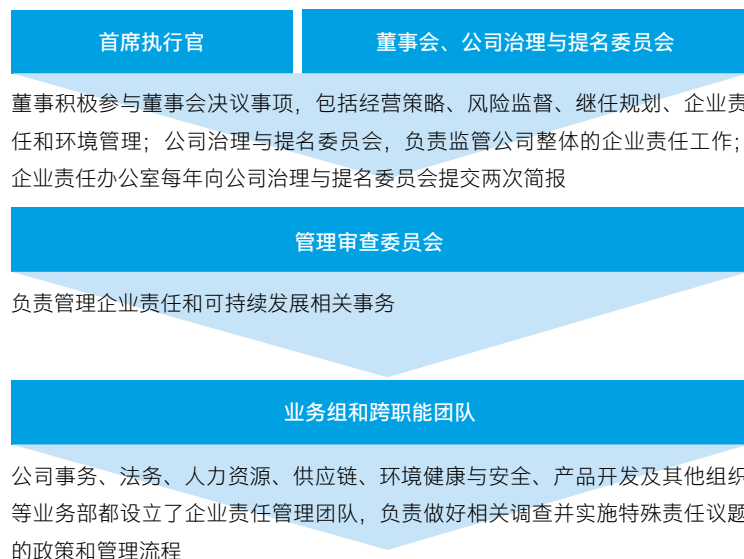 首席执行官
董事会、公司治理与提名委员会
董事积极参与董事会决议事项，包括经营策略、风险监督、继任规划、企业责
任和环境管理；公司治理与提名委员会，负责监管公司整体的企业责任工作；
企业责任办公室每年向公司治理与提名委员会提交两次简报
管理审查委员会
负责管理企业责任和可持续发展相关事务
业务组和跨职能团队
公司事务、法务、人力资源、供应链、环境健康与安全、产品开发及其他组织
等业务部都设立了企业责任管理团队，负责做好相关调查并实施特殊责任议题
的政策和管理流程